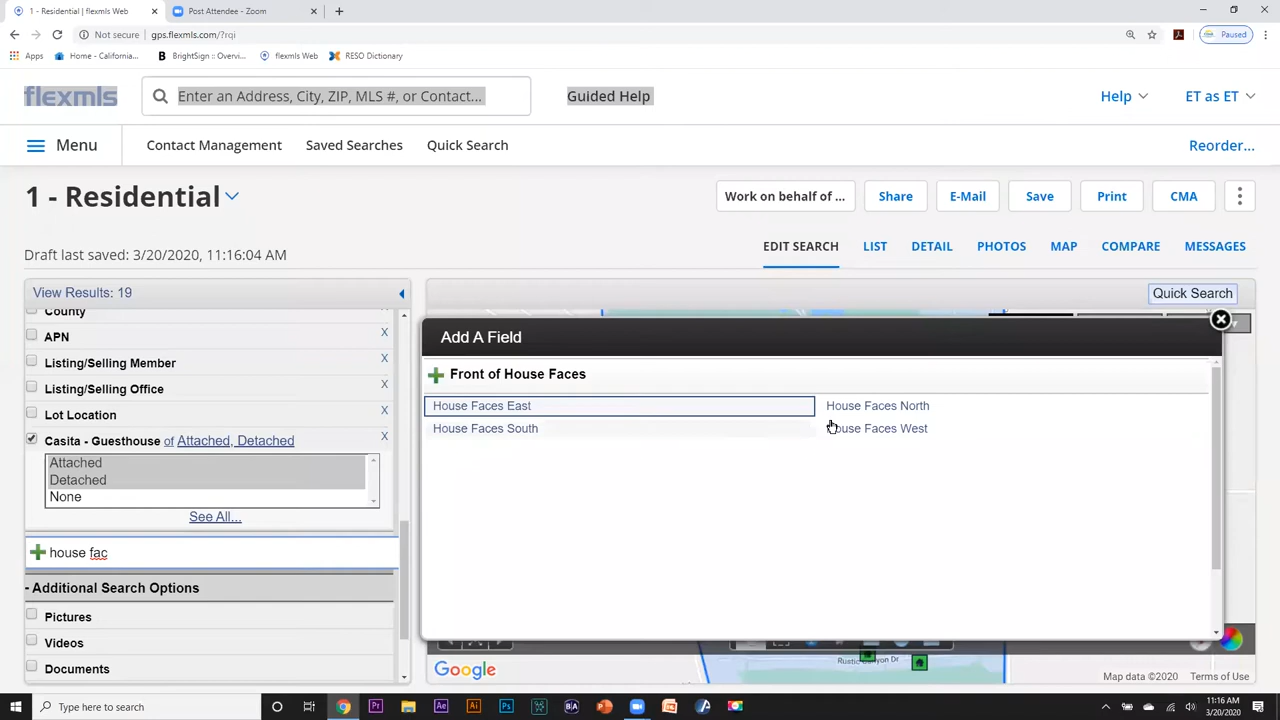 1 - Residential | flexmls Web
Post Attendee - Zoom
Not secure gps.flexmls.com/?rqi
Paused
Apps
Home - California...
BrightSign :: Overvi...
flexmls Web
RESO Dictionary
flexmls
Enter an Address, City, ZIP, MLS #, or Contact...
Guided Help
Help
ET as ET
Menu
Contact Management
Saved Searches
Quick Search
Reorder...
1 - Residential
Work on behalf of ...
Share
E-Mail
Save
Print
CMA
Draft last saved: 3/20/2020, 11:16:04 AM
EDIT SEARCH
LIST
DETAIL
PHOTOS
MAP
COMPARE
MESSAGES
View Results: 19
Quick Search
County
APN X
Listing/Selling Member X
Listing/Selling Office X
Lot Location X
Casita - Guesthouse of Attached, Detached X
Attached
Detached
None
See All...
house fac
- Additional Search Options
Pictures
Videos
Documents
Add A Field
Front of House Faces
House Faces East
House Faces North
House Faces South
House Faces West
Rustic Canyon Dr
Google
Map data ©2020
Terms of Use
Type here to search
11:16 AM
3/20/2020